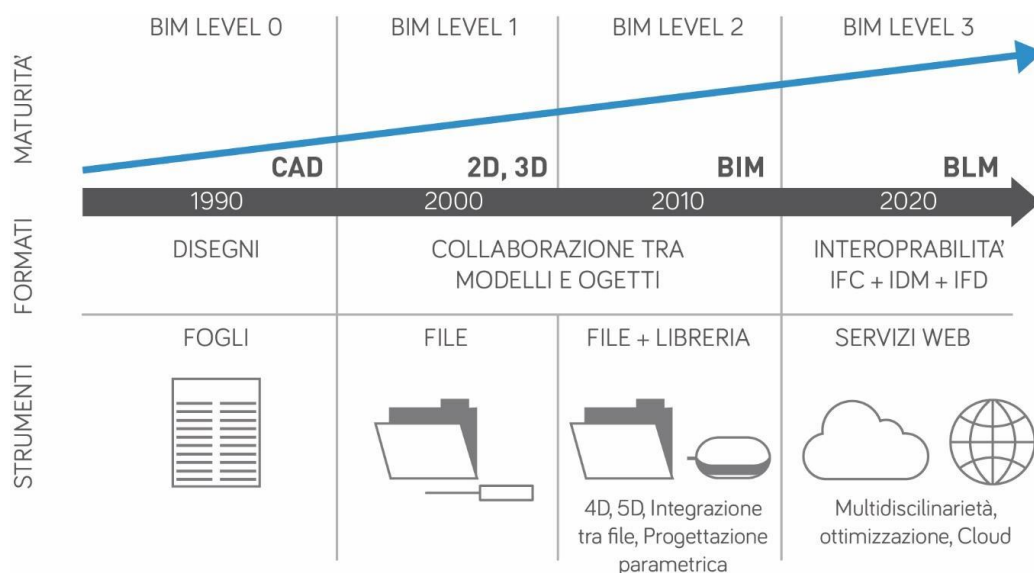 BIM LEVEL 0
BIM LEVEL 1
BIM LEVEL 2
BIM LEVEL 3
MATURITA'
CAD
2D, 3D
BIM
BLM
1990
2000
2010
2020
FORMATI
DISEGNI
COLLABORAZIONE TRA
MODELLI E OGETTI
INTEROPRABILITA'
IFC + IDM + IFD
STRUMENTI
FOGLI
FILE
FILE + LIBRERIA
SERVIZI WEB
4D, 5D, Integrazione
tra file, Progettazione
parametrica
Multidiscilinarietà,
ottimizzazione, Cloud